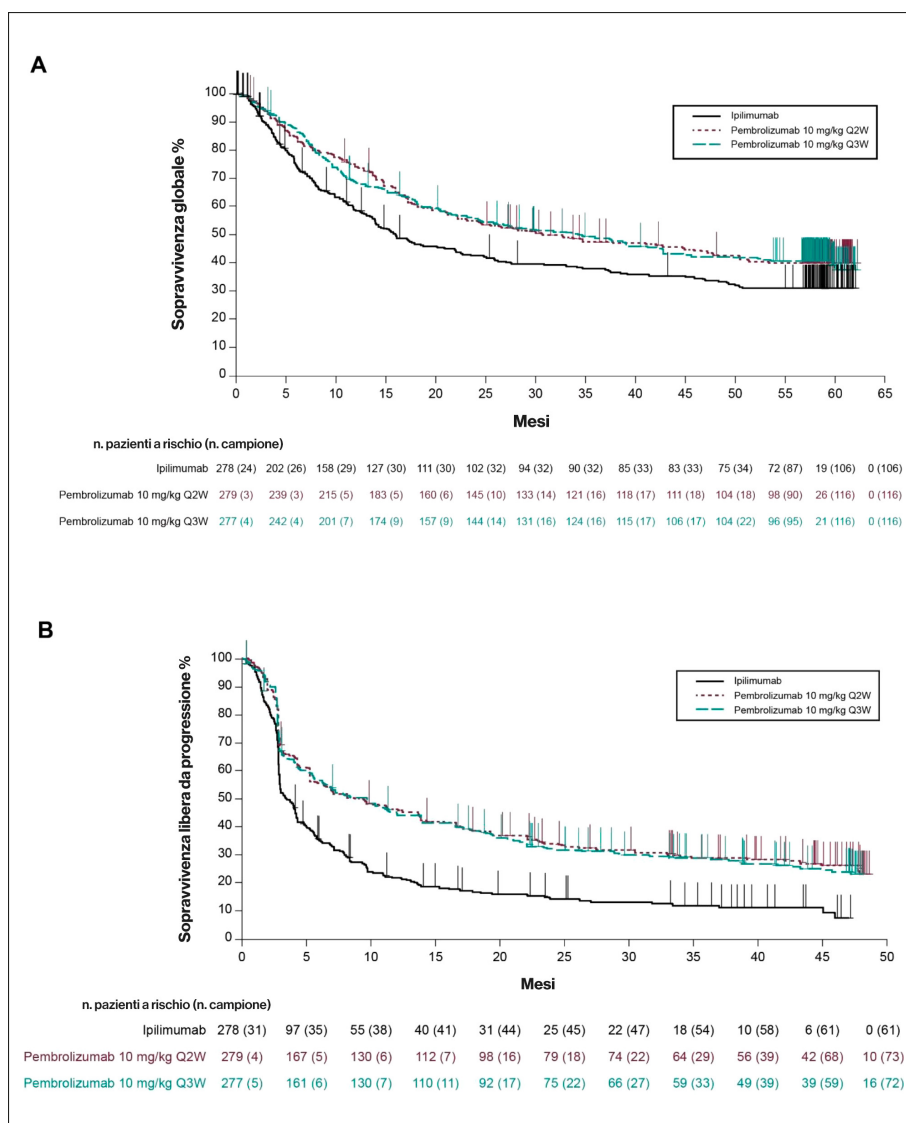 A
Sopravvivenza globale %
100
90
80
70
60
50
40
30
20
10
0
Ipilimumab
Pembrolizumab 10 mg/kg Q2W
Pembrolizumab 10 mg/kg Q3W
0 5 10 15 20 25 30 35 40 45 50 55 60 65
Mesi
n. pazienti a rischio (n. campione)
Ipilimumab 278 (24) 202 (26) 158 (29) 127 (30) 111 (30) 102 (32) 94 (32) 90 (32) 85 (33) 83 (33) 75 (34) 72 (87) 19 (106) 0 (106)
Pembrolizumab 10 mg/kg Q2W 279 (3) 239 (3) 215 (5) 183 (5) 160 (6) 145 (10) 133 (14) 121 (16) 118 (17) 111 (18) 104 (18) 98 (90) 26 (116) 0 (116)
Pembrolizumab 10 mg/kg Q3W 277 (4) 242 (4) 201 (7) 174 (9) 157 (9) 144 (14) 131 (16) 124 (16) 115 (17) 106 (17) 104 (22) 96 (95) 21 (116) 0 (116)
B
Sopravvivenza libera da progressione %
100
90
80
70
60
50
40
30
20
10
0
Ipilimumab
Pembrolizumab 10 mg/kg Q2W
Pembrolizumab 10 mg/kg Q3W
0 5 10 15 20 25 30 35 40 45 50
Mesi
n. pazienti a rischio (n. campione)
Ipilimumab 278 (31) 97 (35) 55 (38) 40 (41) 31 (44) 25 (45) 22 (47) 18 (54) 10 (58) 6 (61) 0 (61)
Pembrolizumab 10 mg/kg Q2W 279 (4) 167 (5) 130 (6) 112 (7) 98 (16) 79 (18) 74 (22) 64 (29) 56 (39) 42 (68) 10 (73)
Pembrolizumab 10 mg/kg Q3W 277 (5) 161 (6) 130 (7) 110 (11) 92 (17) 75 (22) 66 (27) 59 (33) 49 (39) 39 (59) 16 (72)